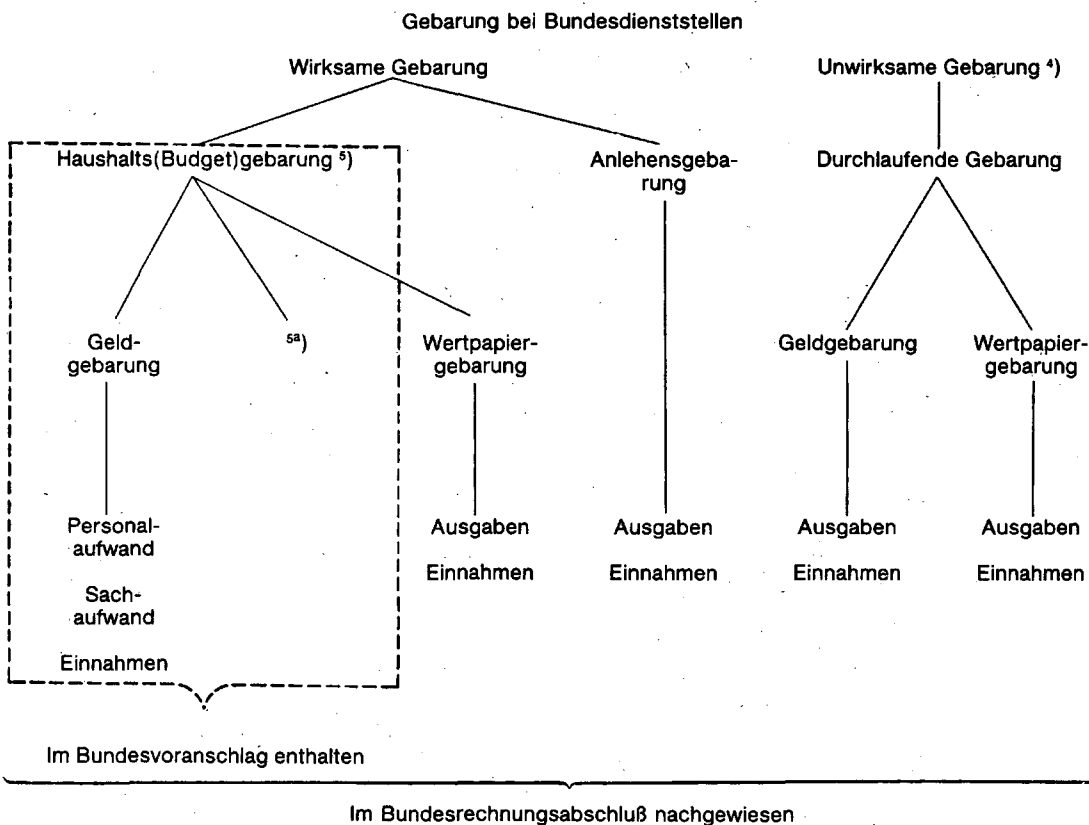 Gebarung bei Bundesdienststellen
Wirksame Gebarung
Unwirksame Gebarung ⁴)
Haushalts(Budget)gebarung ⁵)
Anlehensgeba-
rung
Durchlaufende Gebarung
Geld-
gebarung
⁵ᵃ)
Wertpapier-
gebarung
Geldgebarung
Wertpapier-
gebarung
Personal-
aufwand
Sach-
aufwand
Einnahmen
Ausgaben
Einnahmen
Ausgaben
Einnahmen
Ausgaben
Einnahmen
Ausgaben
Einnahmen
Im Bundesvoranschlag enthalten
Im Bundesrechnungsabschluß nachgewiesen